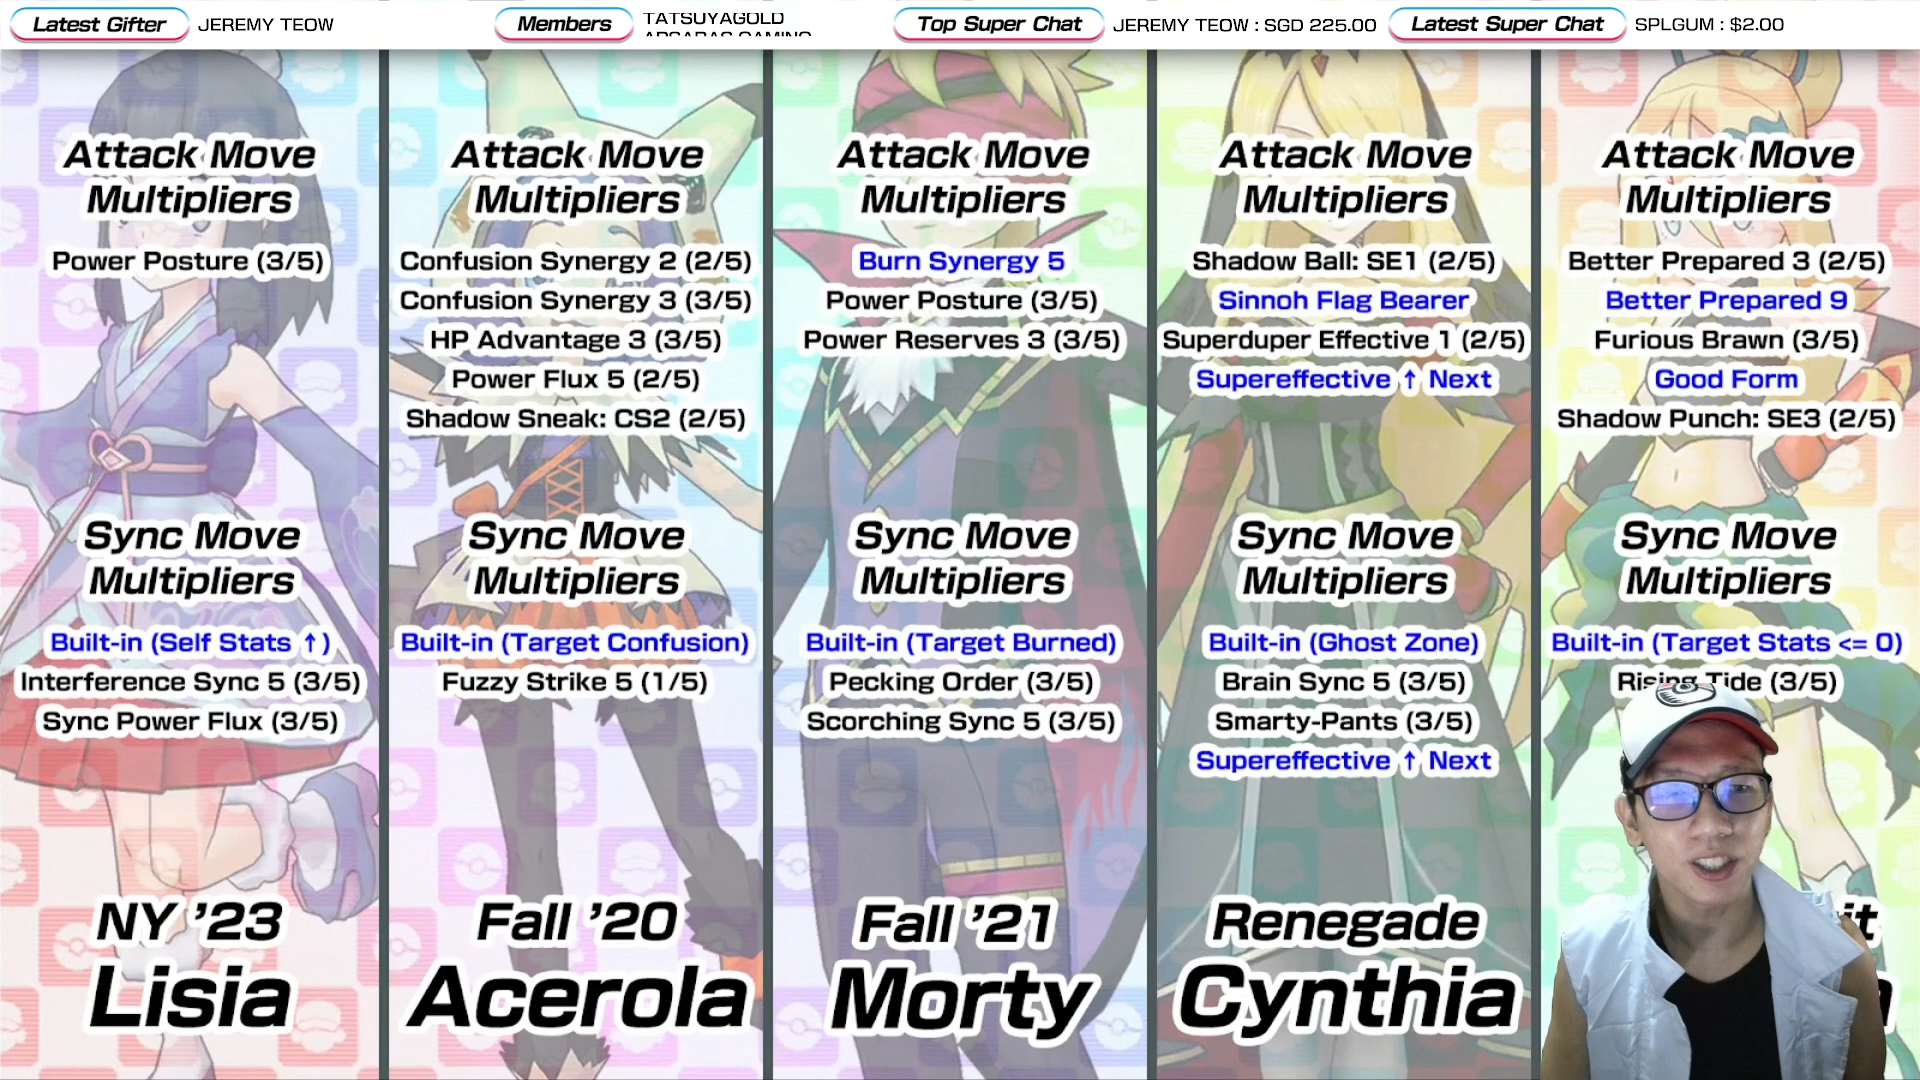 Latest Gifter JEREMY TEOW Members TATSUYAGOLD Top Super Chat JEREMY TEOW : SGD 225.00 Latest Super Chat SPLGUM : $2.00
Attack Move
Multipliers
Power Posture (3/5)
Sync Move
Multipliers
Built-in (Self Stats ↑)
Interference Sync 5 (3/5)
Sync Power Flux (3/5)
NY ’23
Lisia
Attack Move
Multipliers
Confusion Synergy 2 (2/5)
Confusion Synergy 3 (3/5)
HP Advantage 3 (3/5)
Power Flux 5 (2/5)
Shadow Sneak: CS2 (2/5)
Sync Move
Multipliers
Built-in (Target Confusion)
Fuzzy Strike 5 (1/5)
Fall ’20
Acerola
Attack Move
Multipliers
Burn Synergy 5
Power Posture (3/5)
Power Reserves 3 (3/5)
Sync Move
Multipliers
Built-in (Target Burned)
Pecking Order (3/5)
Scorching Sync 5 (3/5)
Fall ’21
Morty
Attack Move
Multipliers
Shadow Ball: SE1 (2/5)
Sinnoh Flag Bearer
Superduper Effective 1 (2/5)
Supereffective ↑ Next
Sync Move
Multipliers
Built-in (Ghost Zone)
Brain Sync 5 (3/5)
Smarty-Pants (3/5)
Supereffective ↑ Next
Renegade
Cynthia
Attack Move
Multipliers
Better Prepared 3 (2/5)
Better Prepared 9
Furious Brawn (3/5)
Good Form
Shadow Punch: SE3 (2/5)
Sync Move
Multipliers
Built-in (Target Stats <= 0)
Rising Tide (3/5)